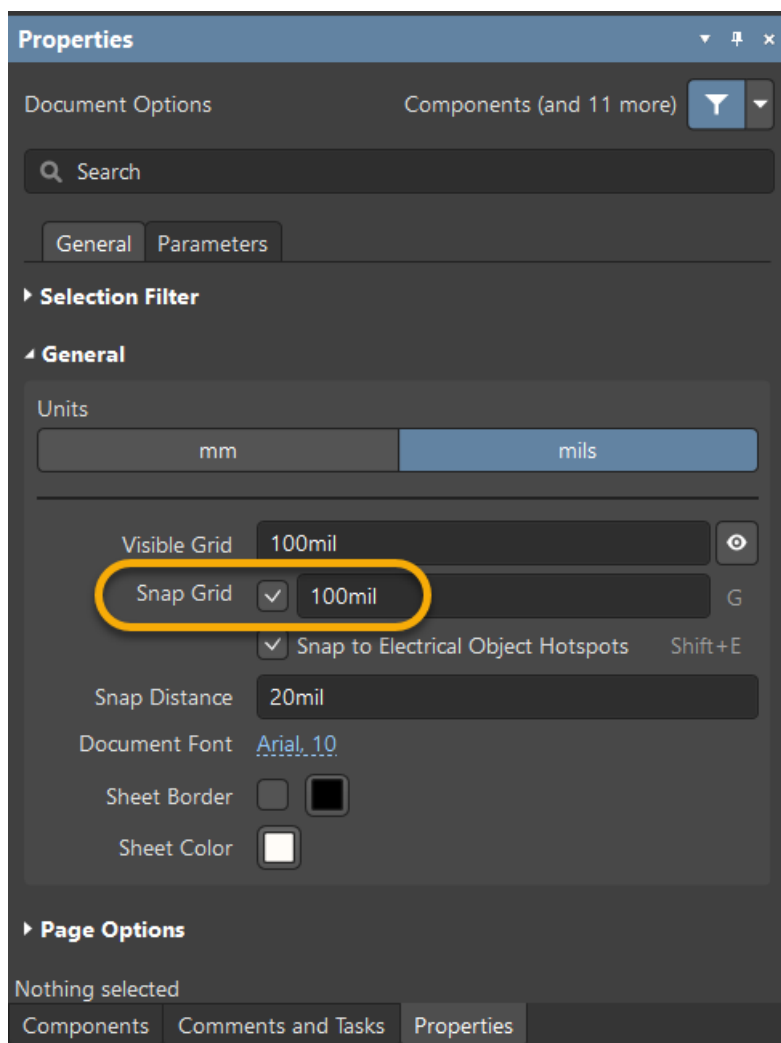 Properties
Document Options Components (and 11 more)
Search
General Parameters
Selection Filter
General
Units
mm mils
Visible Grid 100mil
Snap Grid 100mil G
Snap to Electrical Object Hotspots Shift+E
Snap Distance 20mil
Document Font Arial, 10
Sheet Border
Sheet Color
Page Options
Nothing selected
Components Comments and Tasks Properties